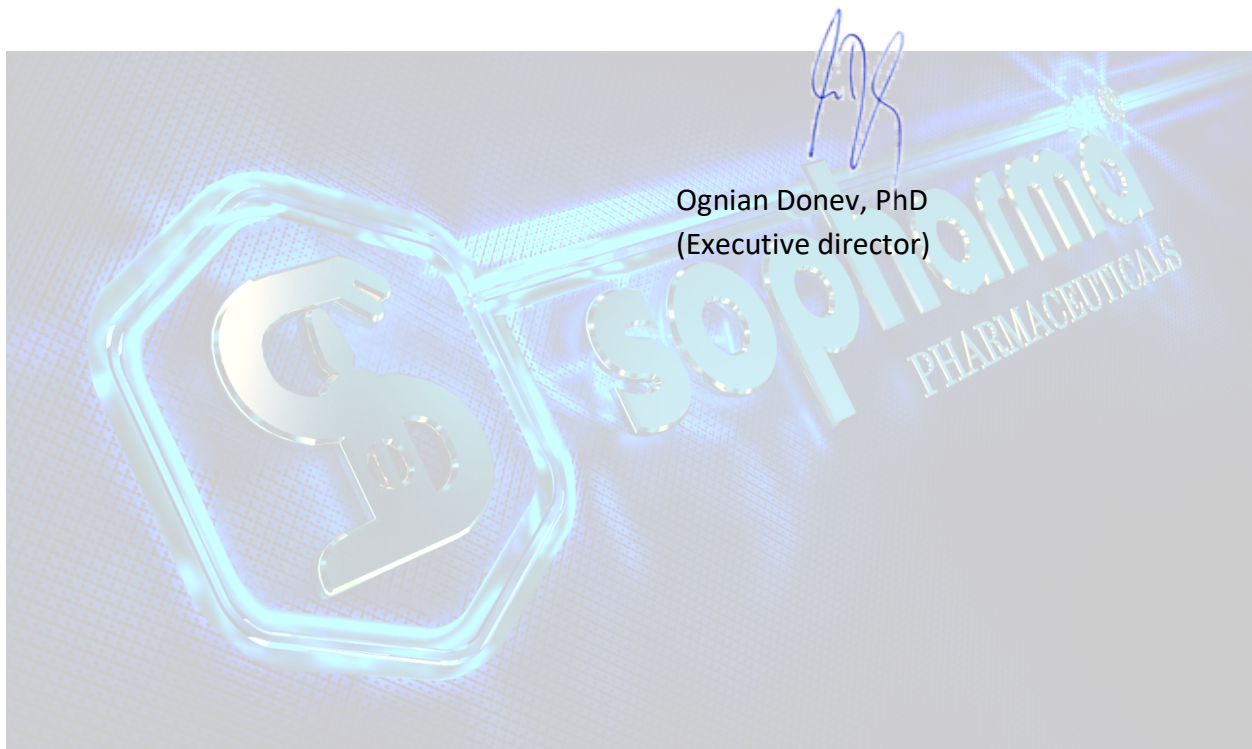 Ognian Donev, PhD
(Executive director)
sopharma
PHARMACEUTICALS